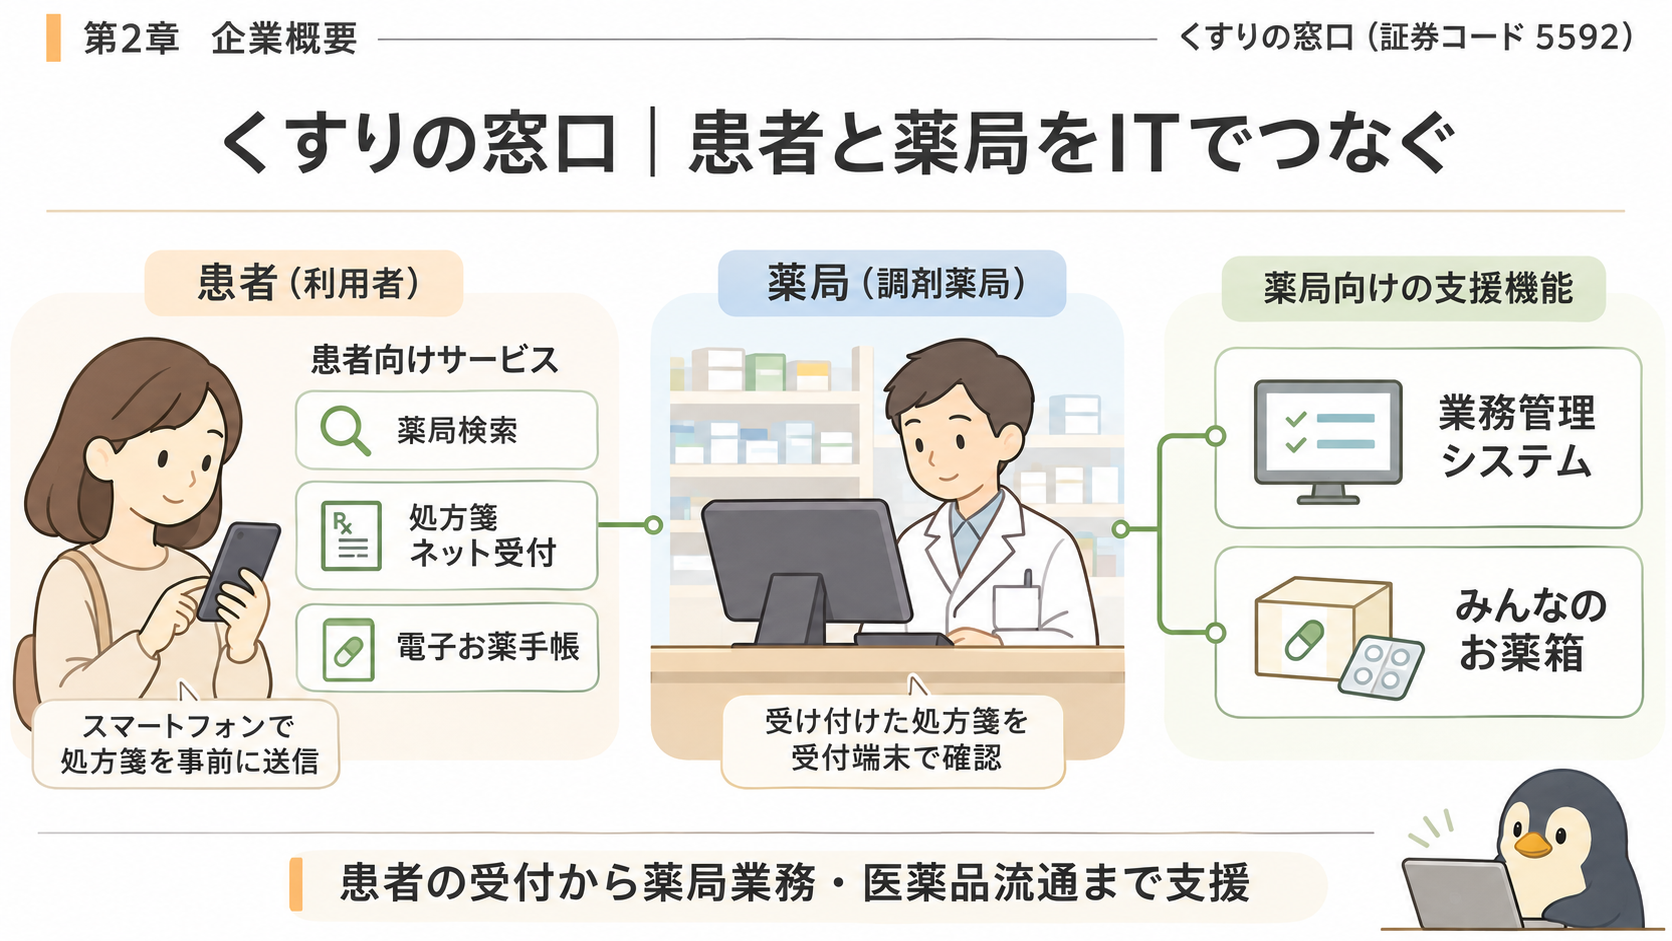 第2章 企業概要
くすりの窓口（証券コード 5592）
くすりの窓口｜患者と薬局をITでつなぐ
患者（利用者）
患者向けサービス
薬局検索
Rx
処方箋
ネット受付
電子お薬手帳
スマートフォンで
処方箋を事前に送信
薬局（調剤薬局）
受け付けた処方箋を
受付端末で確認
薬局向けの支援機能
業務管理
システム
みんなの
お薬箱
患者の受付から薬局業務・医薬品流通まで支援